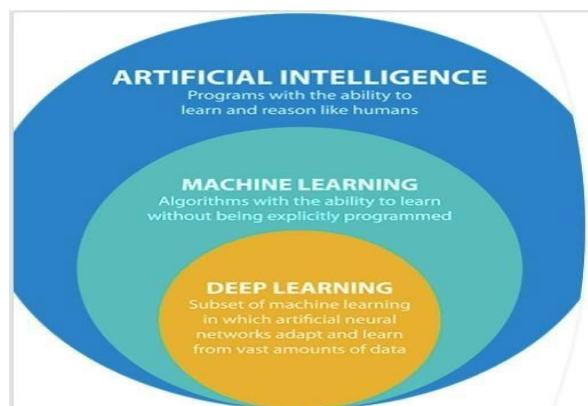 ARTIFICIAL INTELLIGENCE
Programs with the ability to
learn and reason like humans
MACHINE LEARNING
Algorithms with the ability to learn
without being explicitly programmed
DEEP LEARNING
Subset of machine learning
in which artificial neural
networks adapt and learn
from vast amounts of data